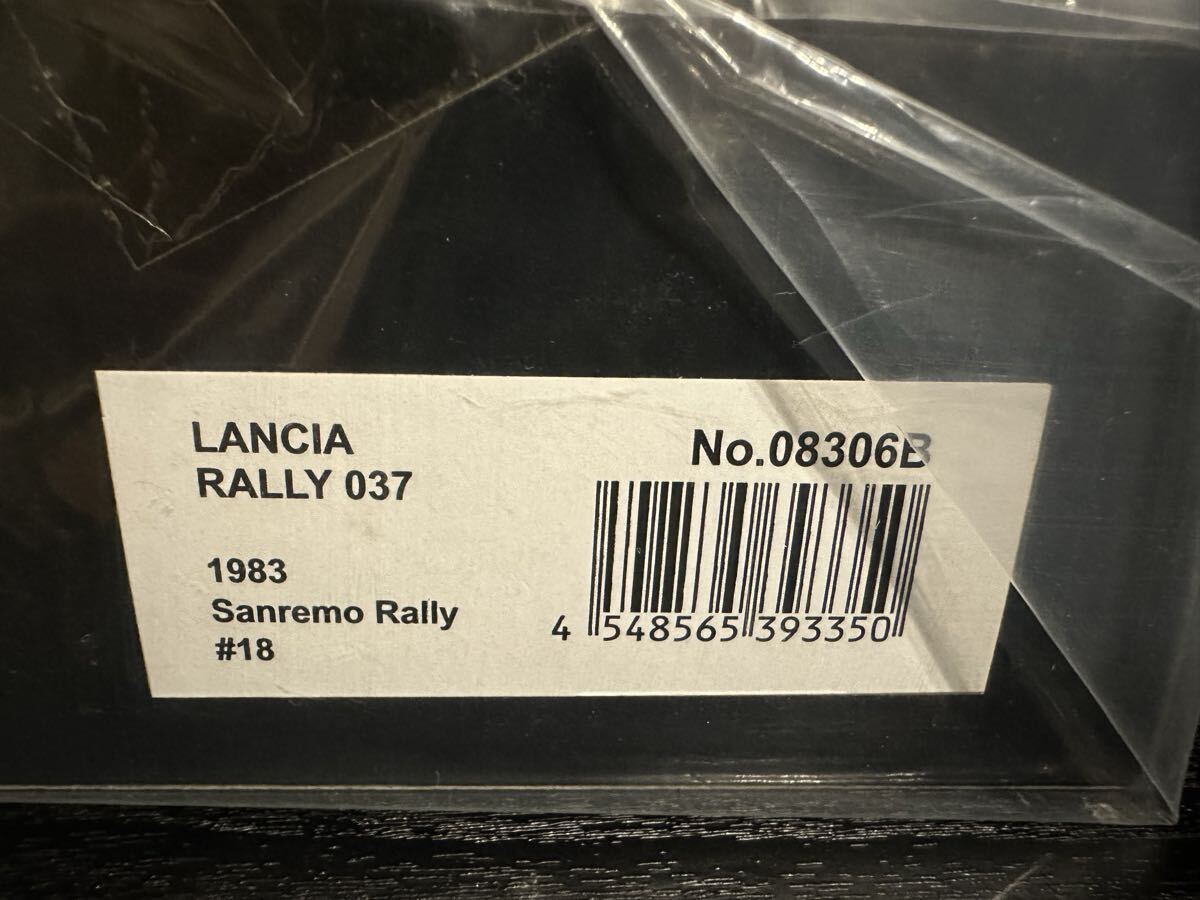 LANCIA
RALLY 037
1983
Sanremo Rally
#18
No.08306B
4 548565 393350